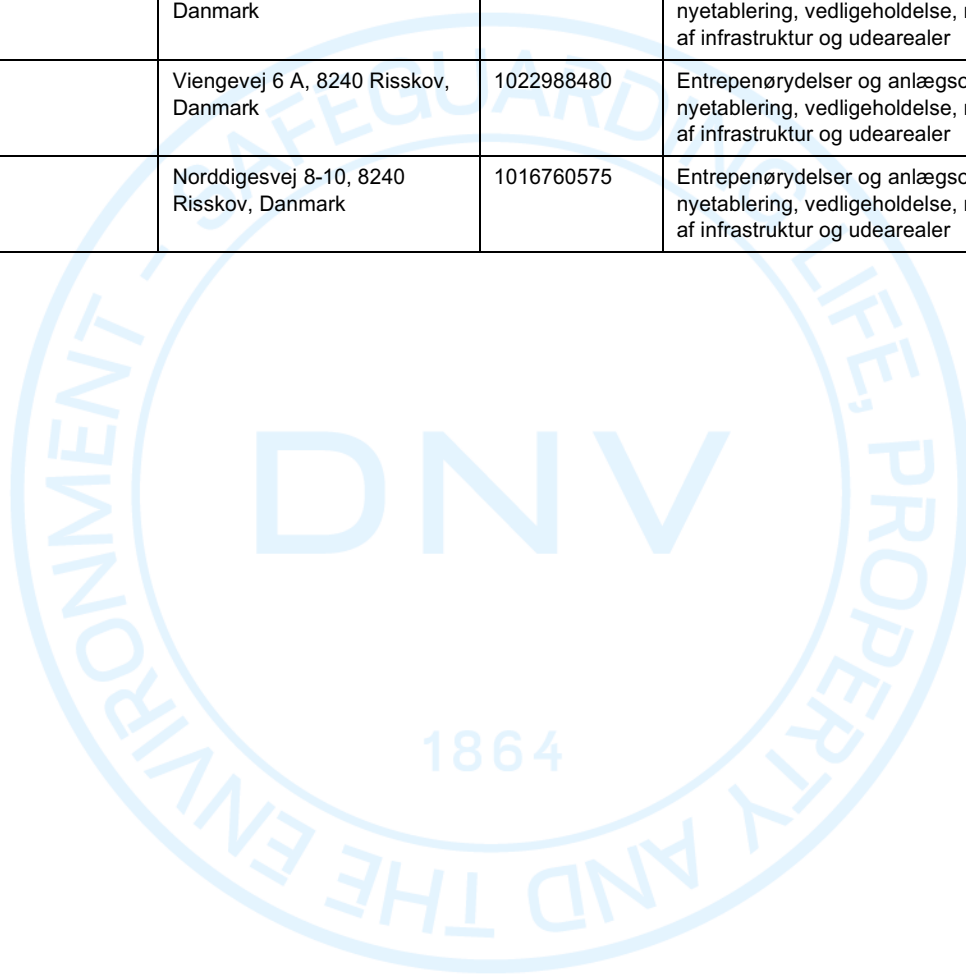 Danmark
nyetablering, vedligeholdelse,
af infrastruktur og udearealer
Viengevej 6 A, 8240 Risskov,
Danmark
1022988480
Entrepenørydelser og
nyetablering, vedligeholdelse,
af infrastruktur og udearealer
Norddigesvej 8-10, 8240
Risskov, Danmark
1016760575
Entrepenørydelser og
nyetablering, vedligeholdelse,
af infrastruktur og udearealer
SAFEGUARDING LIFE, PROPERTY AND THE ENVIRONMENT –
DNV
1864